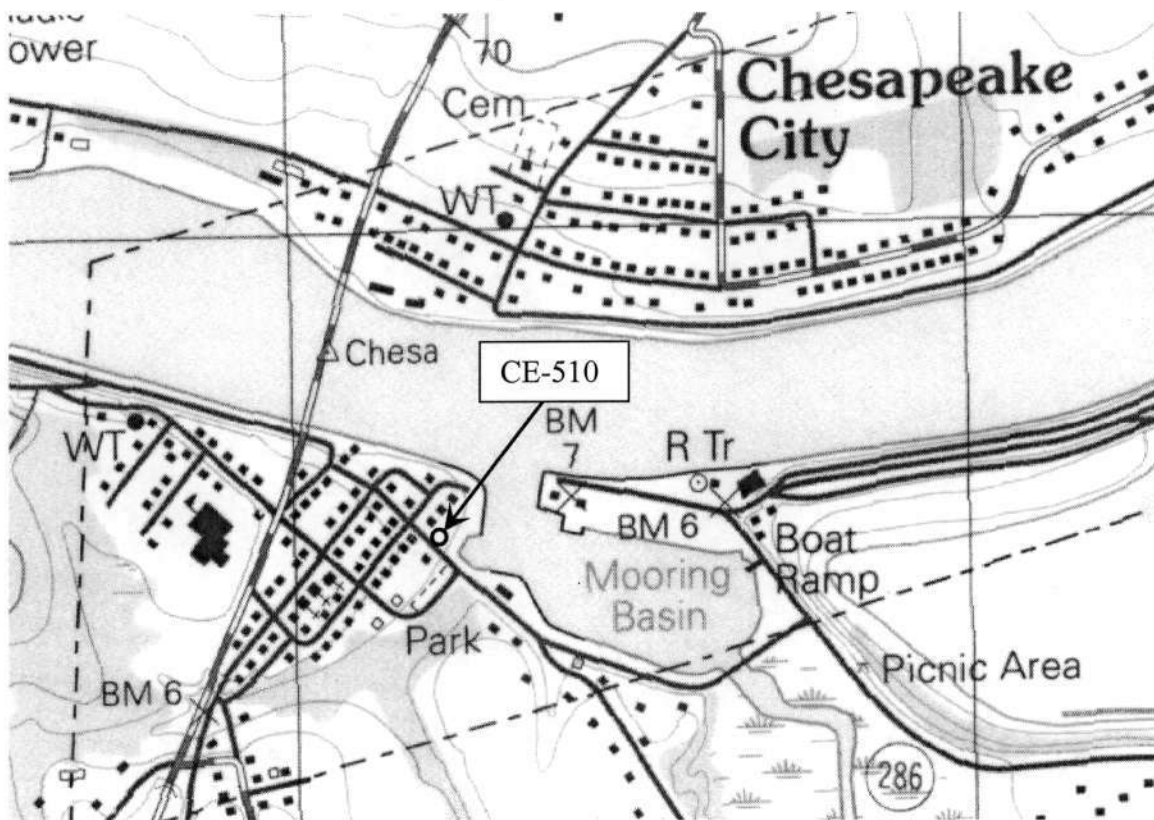 ower
70
Cem
Chesapeake
City
WT
Chesa
CE-510
BM
7
R Tr
WT
BM 6
Boat
Ramp
Mooring
Basin
Park
Picnic Area
BM 6
286